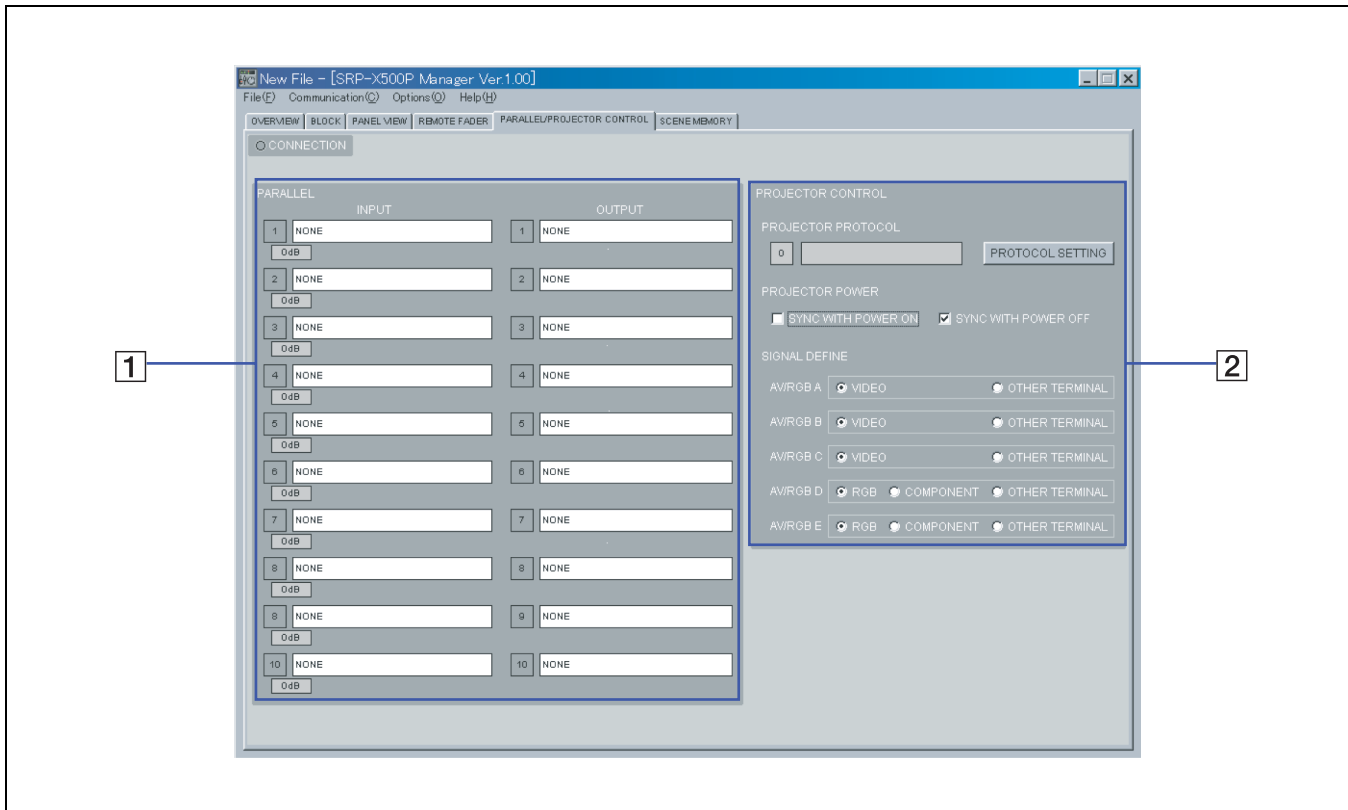 New File - [SRP-X500P Manager Ver.1.00]
File(F) Communication(C) Options(O) Help(H)
OVERVIEW BLOCK PANEL VIEW REMOTE FADER PARALLEL/PROJECTOR CONTROL SCENE MEMORY
CONNECTION
PARALLEL
INPUT OUTPUT
1 NONE 1 NONE
0dB
2 NONE 2 NONE
0dB
3 NONE 3 NONE
0dB
4 NONE 4 NONE
0dB
5 NONE 5 NONE
0dB
6 NONE 6 NONE
0dB
7 NONE 7 NONE
0dB
8 NONE 8 NONE
0dB
8 NONE 9 NONE
0dB
10 NONE 10 NONE
0dB
1
PROJECTOR CONTROL
PROJECTOR PROTOCOL
0 PROTOCOL SETTING
PROJECTOR POWER
SYNC WITH POWER ON SYNC WITH POWER OFF
SIGNAL DEFINE
AV/RGB A VIDEO OTHER TERMINAL
AV/RGB B VIDEO OTHER TERMINAL
AV/RGB C VIDEO OTHER TERMINAL
AV/RGB D RGB COMPONENT OTHER TERMINAL
AV/RGB E RGB COMPONENT OTHER TERMINAL
2